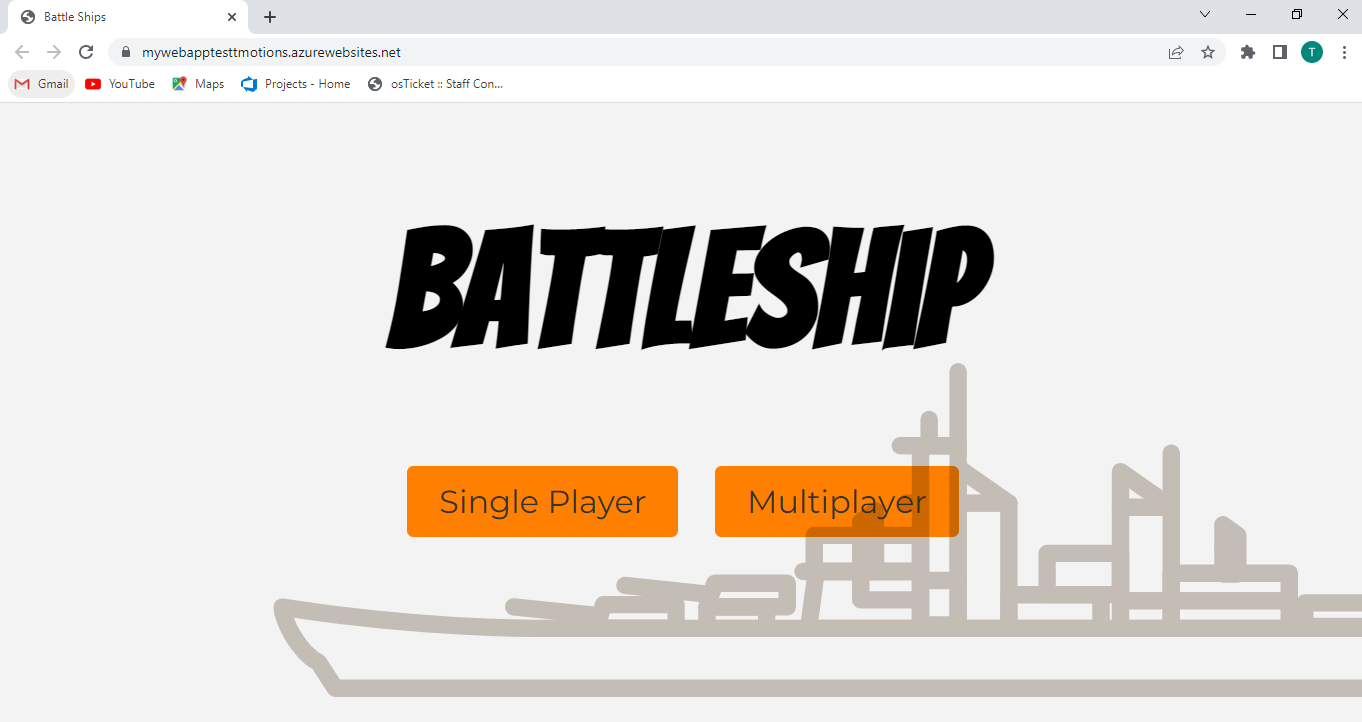 Battle Ships
mywebapptesttmotions.azurewebsites.net
T
Gmail YouTube Maps Projects - Home osTicket :: Staff Con...
BATTLESHIP
Single Player Multiplayer